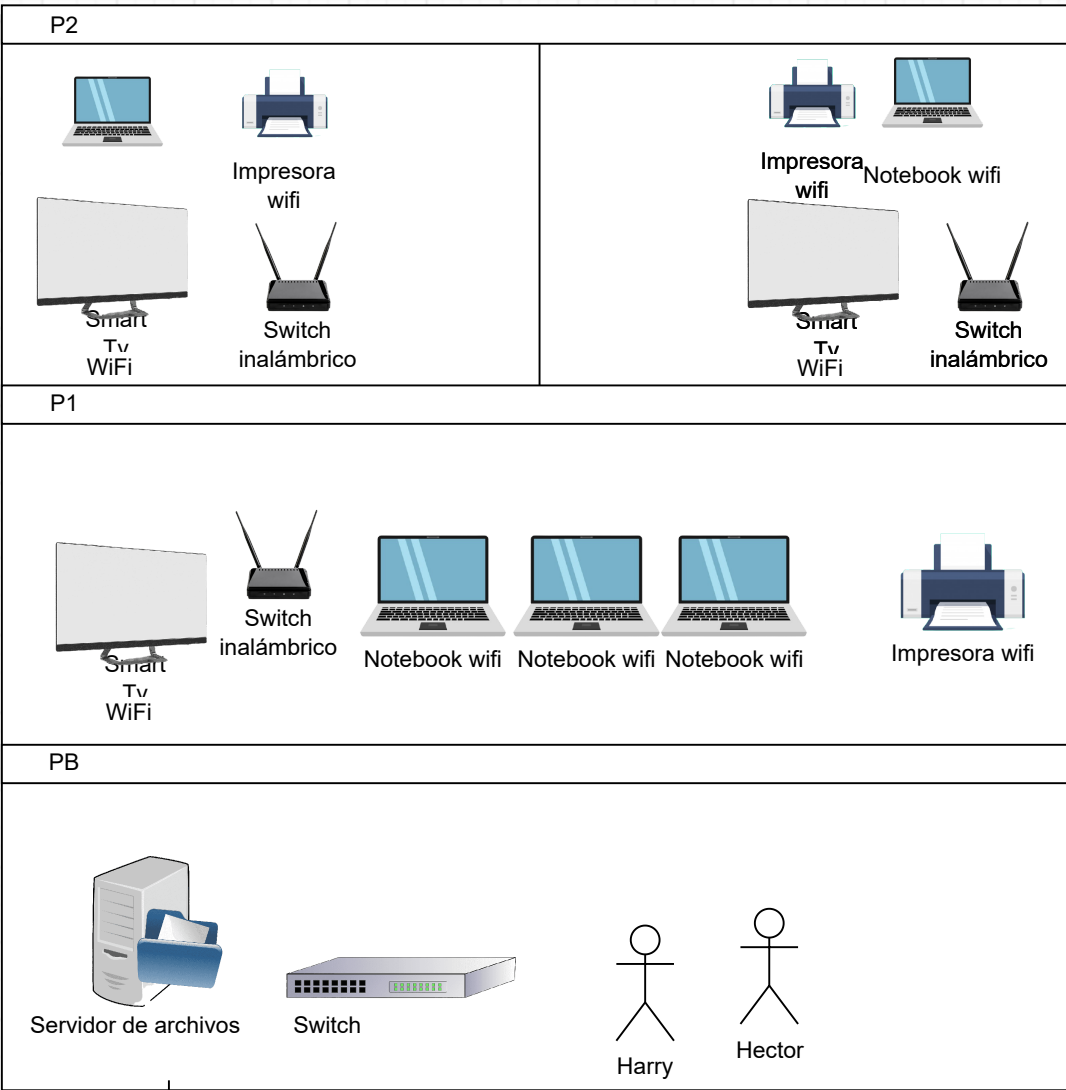 P2
Impresora
wifi
Smart
Tv
WiFi
Switch
inalámbrico
Impresora
wifi
Notebook wifi
Smart
Tv
WiFi
Switch
inalámbrico
P1
Smart
Tv
WiFi
Switch
inalámbrico
Notebook wifi
Notebook wifi
Notebook wifi
Impresora wifi
PB
Servidor de archivos
Switch
Harry
Hector